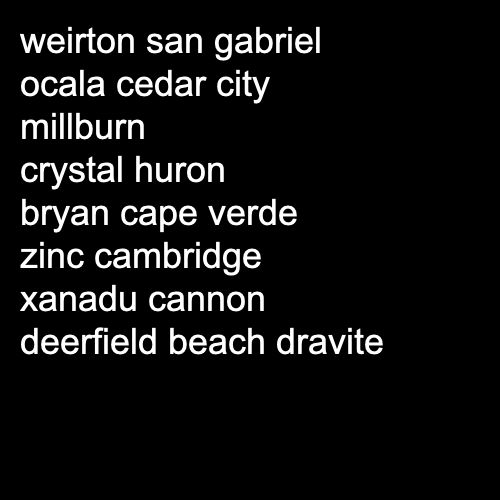 weirton san gabriel
ocala cedar city
millburn
crystal huron
bryan cape verde
zinc cambridge
xanadu cannon
deerfield beach dravite